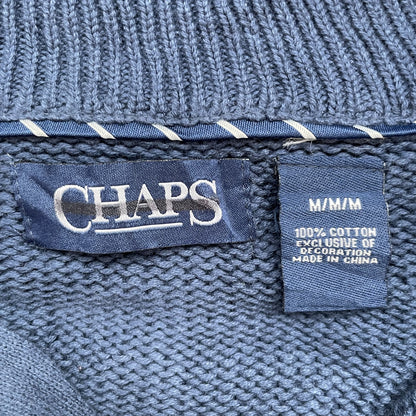 CHAPS
M/M/M
100% COTTON
EXCLUSIVE OF
DECORATION
MADE IN CHINA